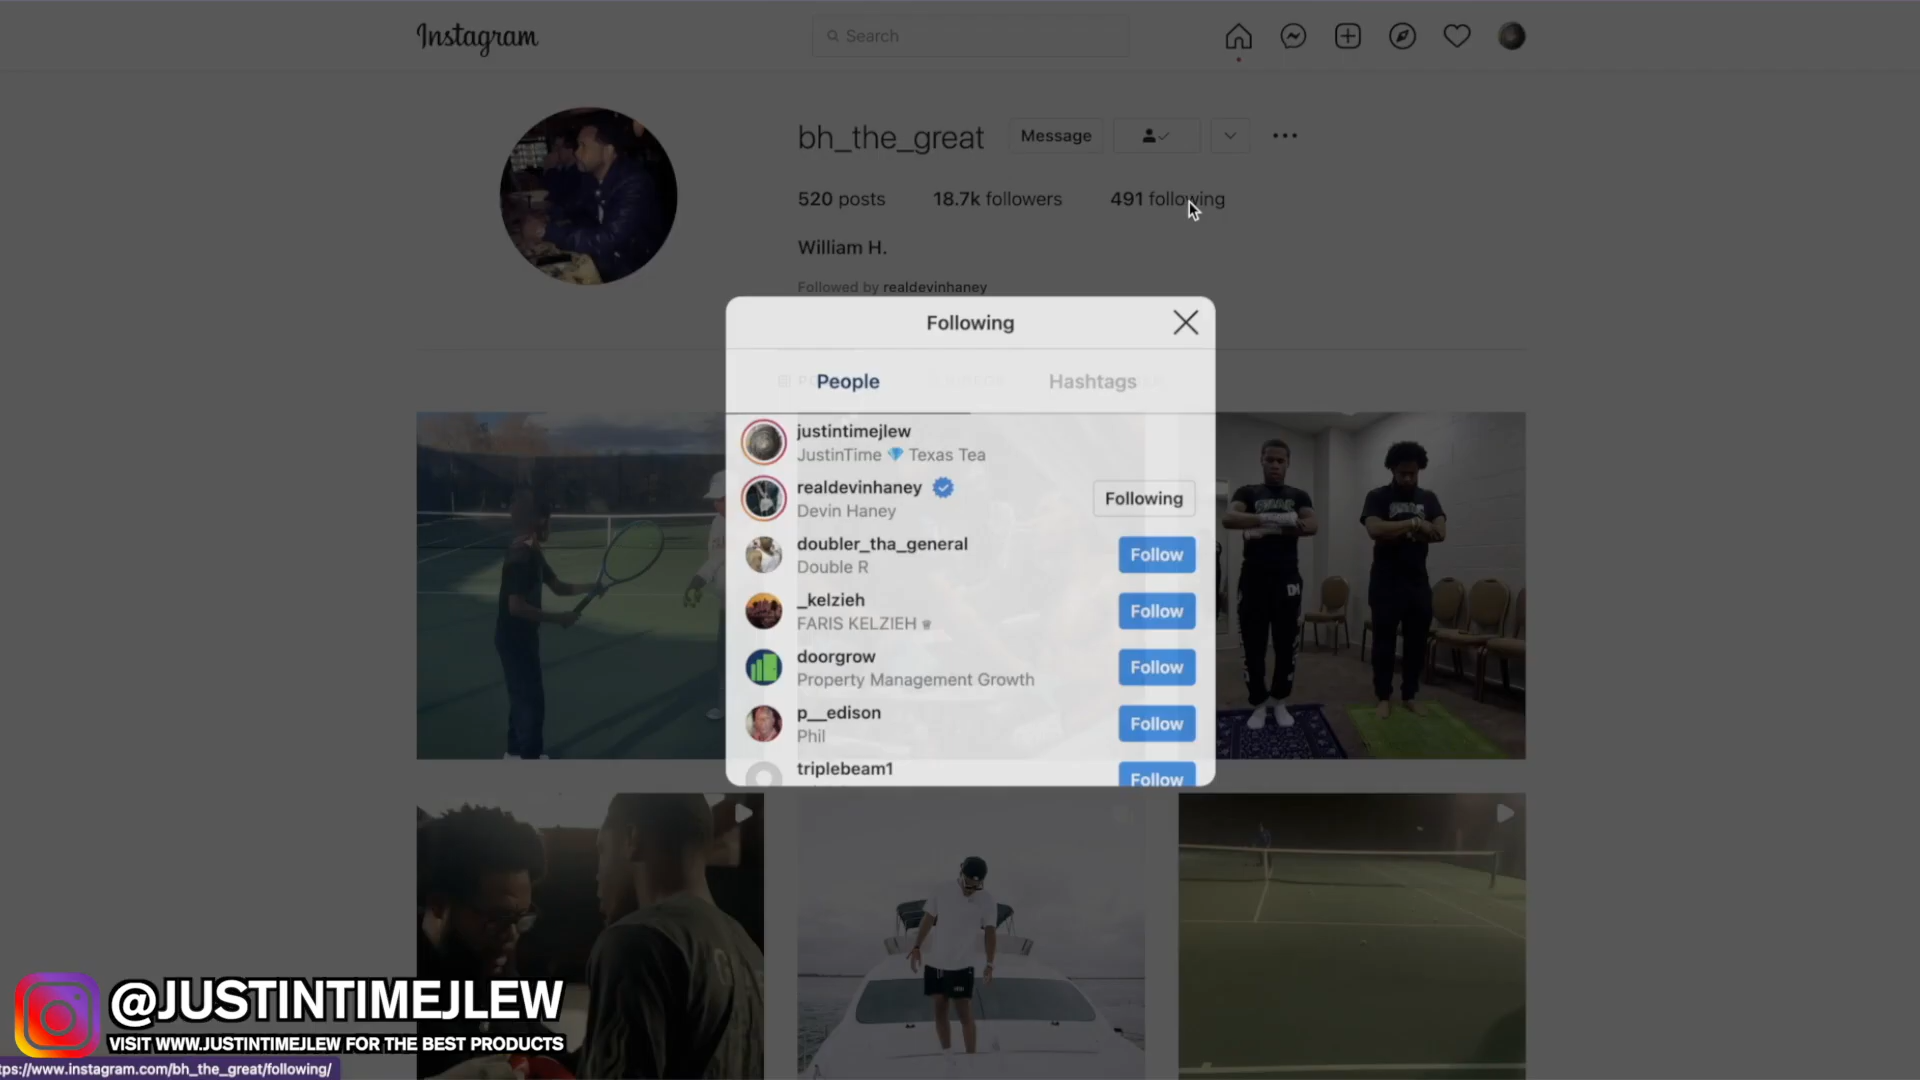 Instagram
Search
bh_the_great
Message
520 posts
18.7k followers
491 following
William H.
Followed by realdevinhaney
Following
People
Hashtags
justintimejlew
JustinTime 💎 Texas Tea
realdevinhaney
Devin Haney
Following
doubler_tha_general
Double R
Follow
_kelzieh
FARIS KELZIEH ♕
Follow
doorgrow
Property Management Growth
Follow
p__edison
Phil
Follow
triplebeam1
Follow
@JUSTINTIMEJLEW
VISIT WWW.JUSTINTIMEJLEW FOR THE BEST PRODUCTS
tps://www.instagram.com/bh_the_great/following/